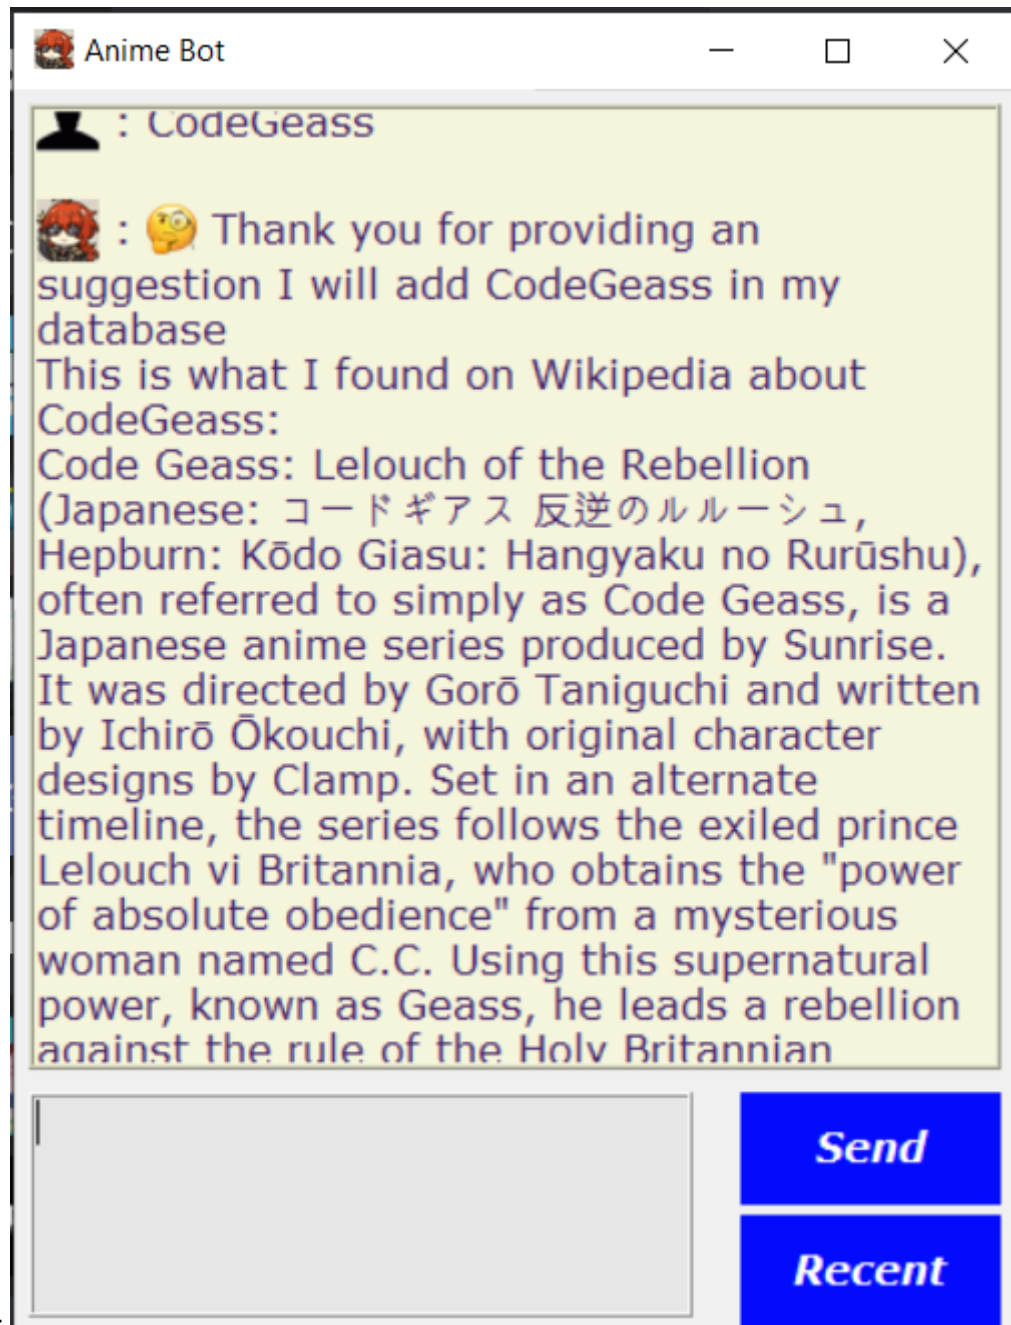 Anime Bot
: CodeGeass
: Thank you for providing an
suggestion I will add CodeGeass in my
database
This is what I found on Wikipedia about
CodeGeass:
Code Geass: Lelouch of the Rebellion
(Japanese: コードギアス 反逆のルルーシュ,
Hepburn: Kōdo Giasu: Hangyaku no Rurūshu),
often referred to simply as Code Geass, is a
Japanese anime series produced by Sunrise.
It was directed by Gorō Taniguchi and written
by Ichirō Ōkouchi, with original character
designs by Clamp. Set in an alternate
timeline, the series follows the exiled prince
Lelouch vi Britannia, who obtains the "power
of absolute obedience" from a mysterious
woman named C.C. Using this supernatural
power, known as Geass, he leads a rebellion
against the rule of the Holy Britannian
Send
Recent